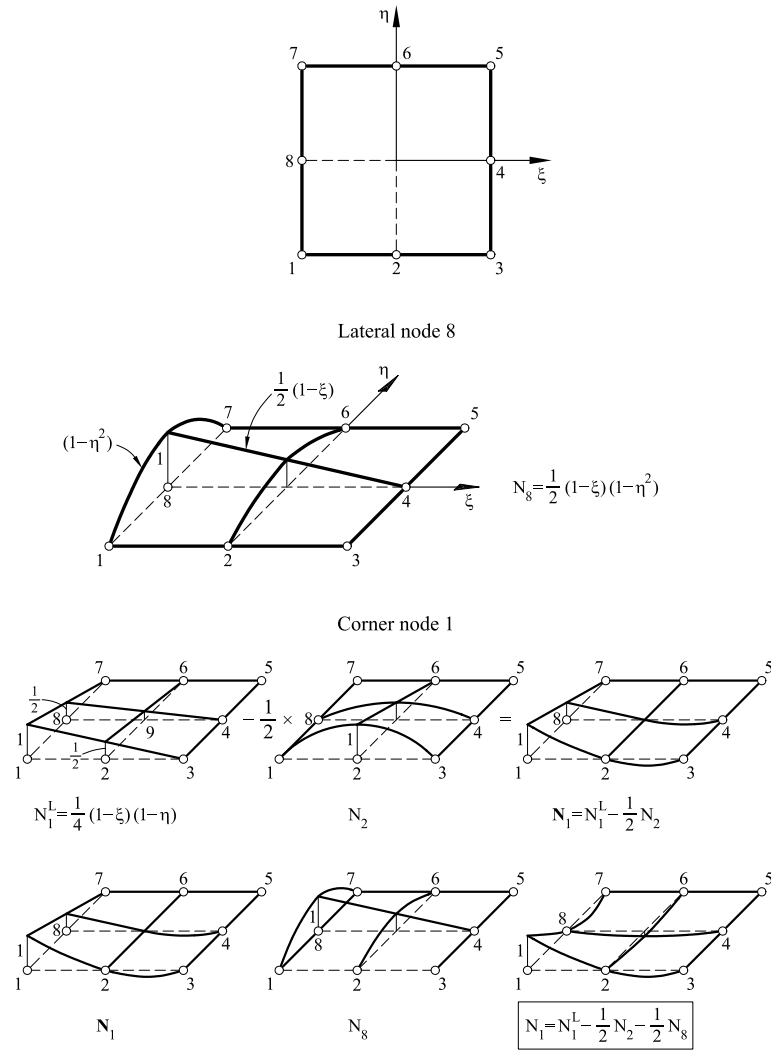 η
7 6 5
8 4
ξ
1 2 3
Lateral node 8
η
1/2 (1−ξ)
7 6 5
(1−η²)
1
8 4 ξ
N₈=1/2 (1−ξ)(1−η²)
1 2 3
Corner node 1
7 6 5 7 6 5 7 6 5
1/2 8 9 4 − 1/2 × 8 4 = 8 4
1 1/2 1 1
1 2 3 1 2 3 1 2 3
N₁ᴸ=1/4 (1−ξ)(1−η) N₂ N₁=N₁ᴸ−1/2 N₂
7 6 5 7 6 5 7 6 5
8 4 1 8 4 8 4
1 1
1 2 3 1 2 3 1 2 3
N₁ N₈ N₁=N₁ᴸ−1/2 N₂−1/2 N₈